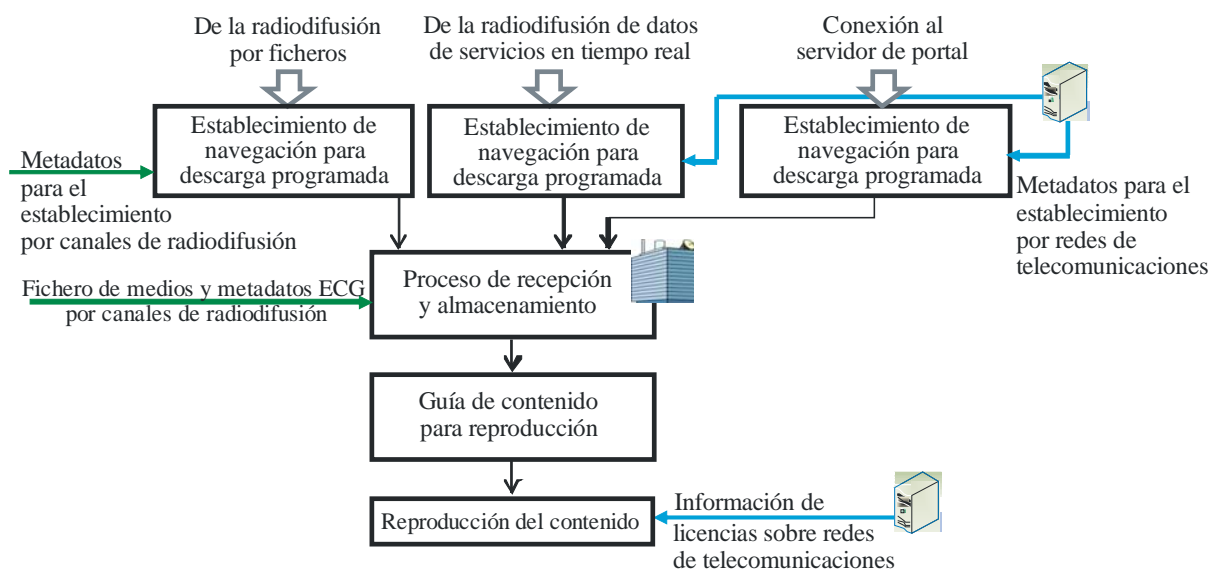 De la radiodifusión
por ficheros
De la radiodifusión de datos
de servicios en tiempo real
Conexión al
servidor de portal
Establecimiento de
navegación para
descarga programada
Establecimiento de
navegación para
descarga programada
Establecimiento de
navegación para
descarga programada
Metadatos
para el
establecimiento
por canales de radiodifusión
Metadatos para el
establecimiento
por redes de
telecomunicaciones
Proceso de recepción
y almacenamiento
Fichero de medios y metadatos ECG
por canales de radiodifusión
Guía de contenido
para reproducción
Reproducción del contenido
Información de
licencias sobre redes
de telecomunicaciones